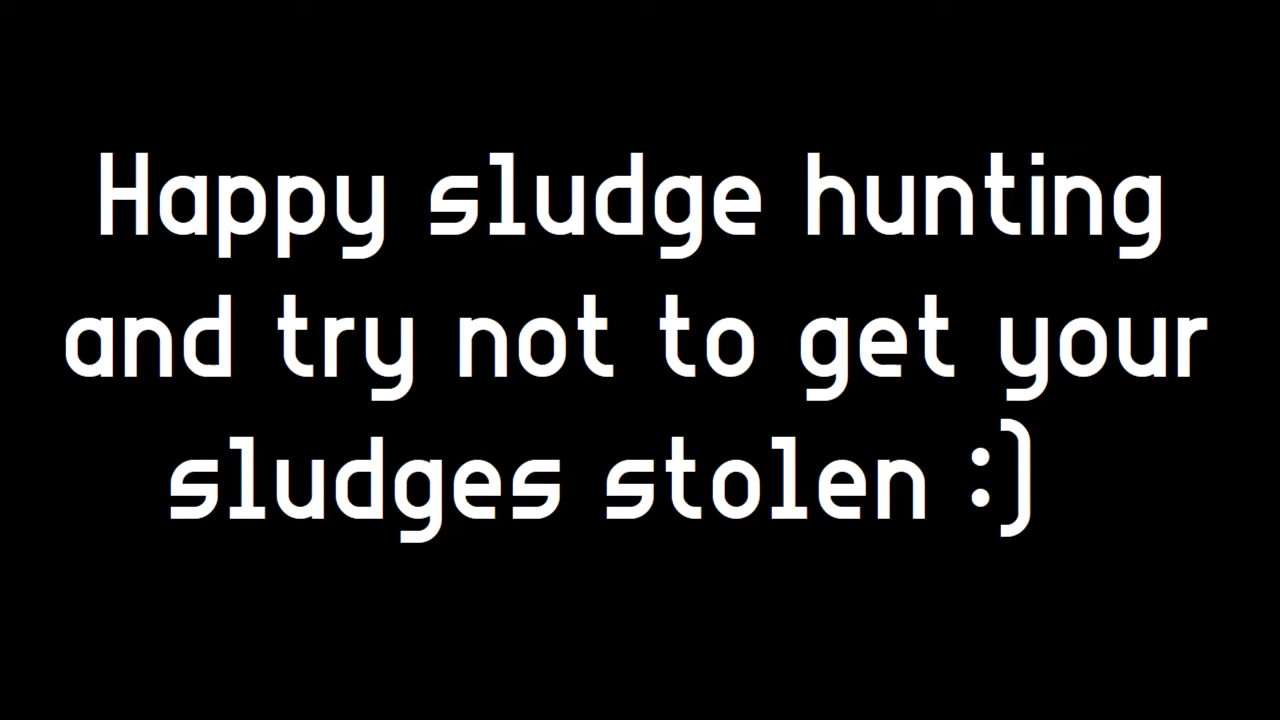 Happy sludge hunting
and try not to get your
sludges stolen :)